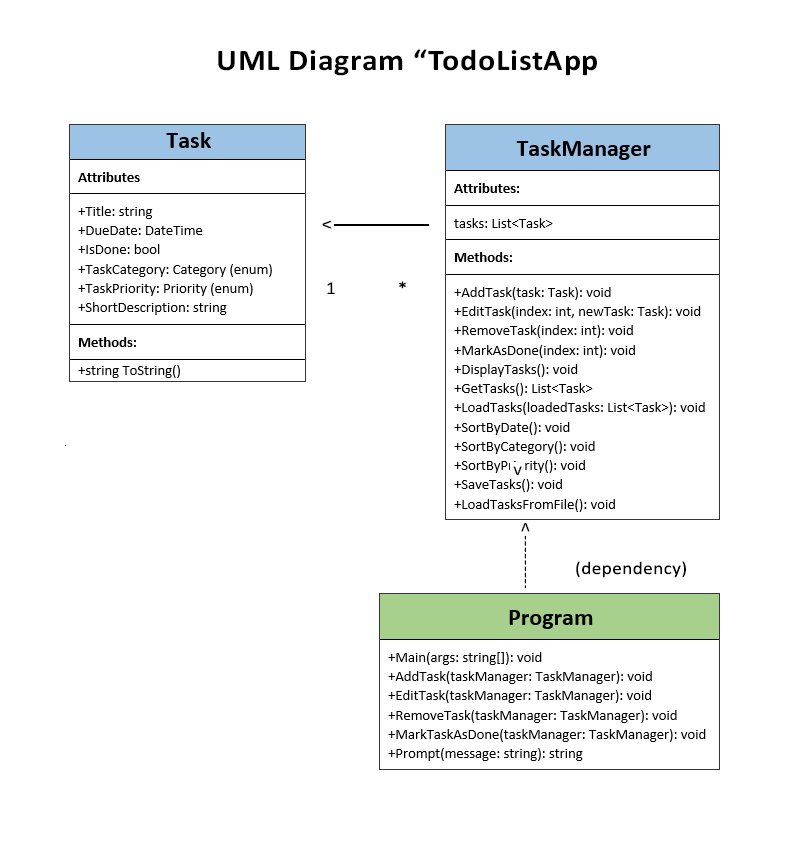 UML Diagram “TodoListApp
Task
Attributes
+Title: string
+DueDate: DateTime
+IsDone: bool
+TaskCategory: Category (enum)
+TaskPriority: Priority (enum)
+ShortDescription: string
Methods:
+string ToString()
<
1 *
TaskManager
Attributes:
tasks: List<Task>
Methods:
+AddTask(task: Task): void
+EditTask(index: int, newTask: Task): void
+RemoveTask(index: int): void
+MarkAsDone(index: int): void
+DisplayTasks(): void
+GetTasks(): List<Task>
+LoadTasks(loadedTasks: List<Task>): void
+SortByDate(): void
+SortByCategory(): void
void
+SaveTasks(): void
+LoadTasksFromFile(): void
(dependency)
Program
+Main(args: string[]): void
+AddTask(taskManager: TaskManager): void
+EditTask(taskManager: TaskManager): void
+RemoveTask(taskManager: TaskManager): void
+MarkTaskAsDone(taskManager: TaskManager): void
+Prompt(message: string): string